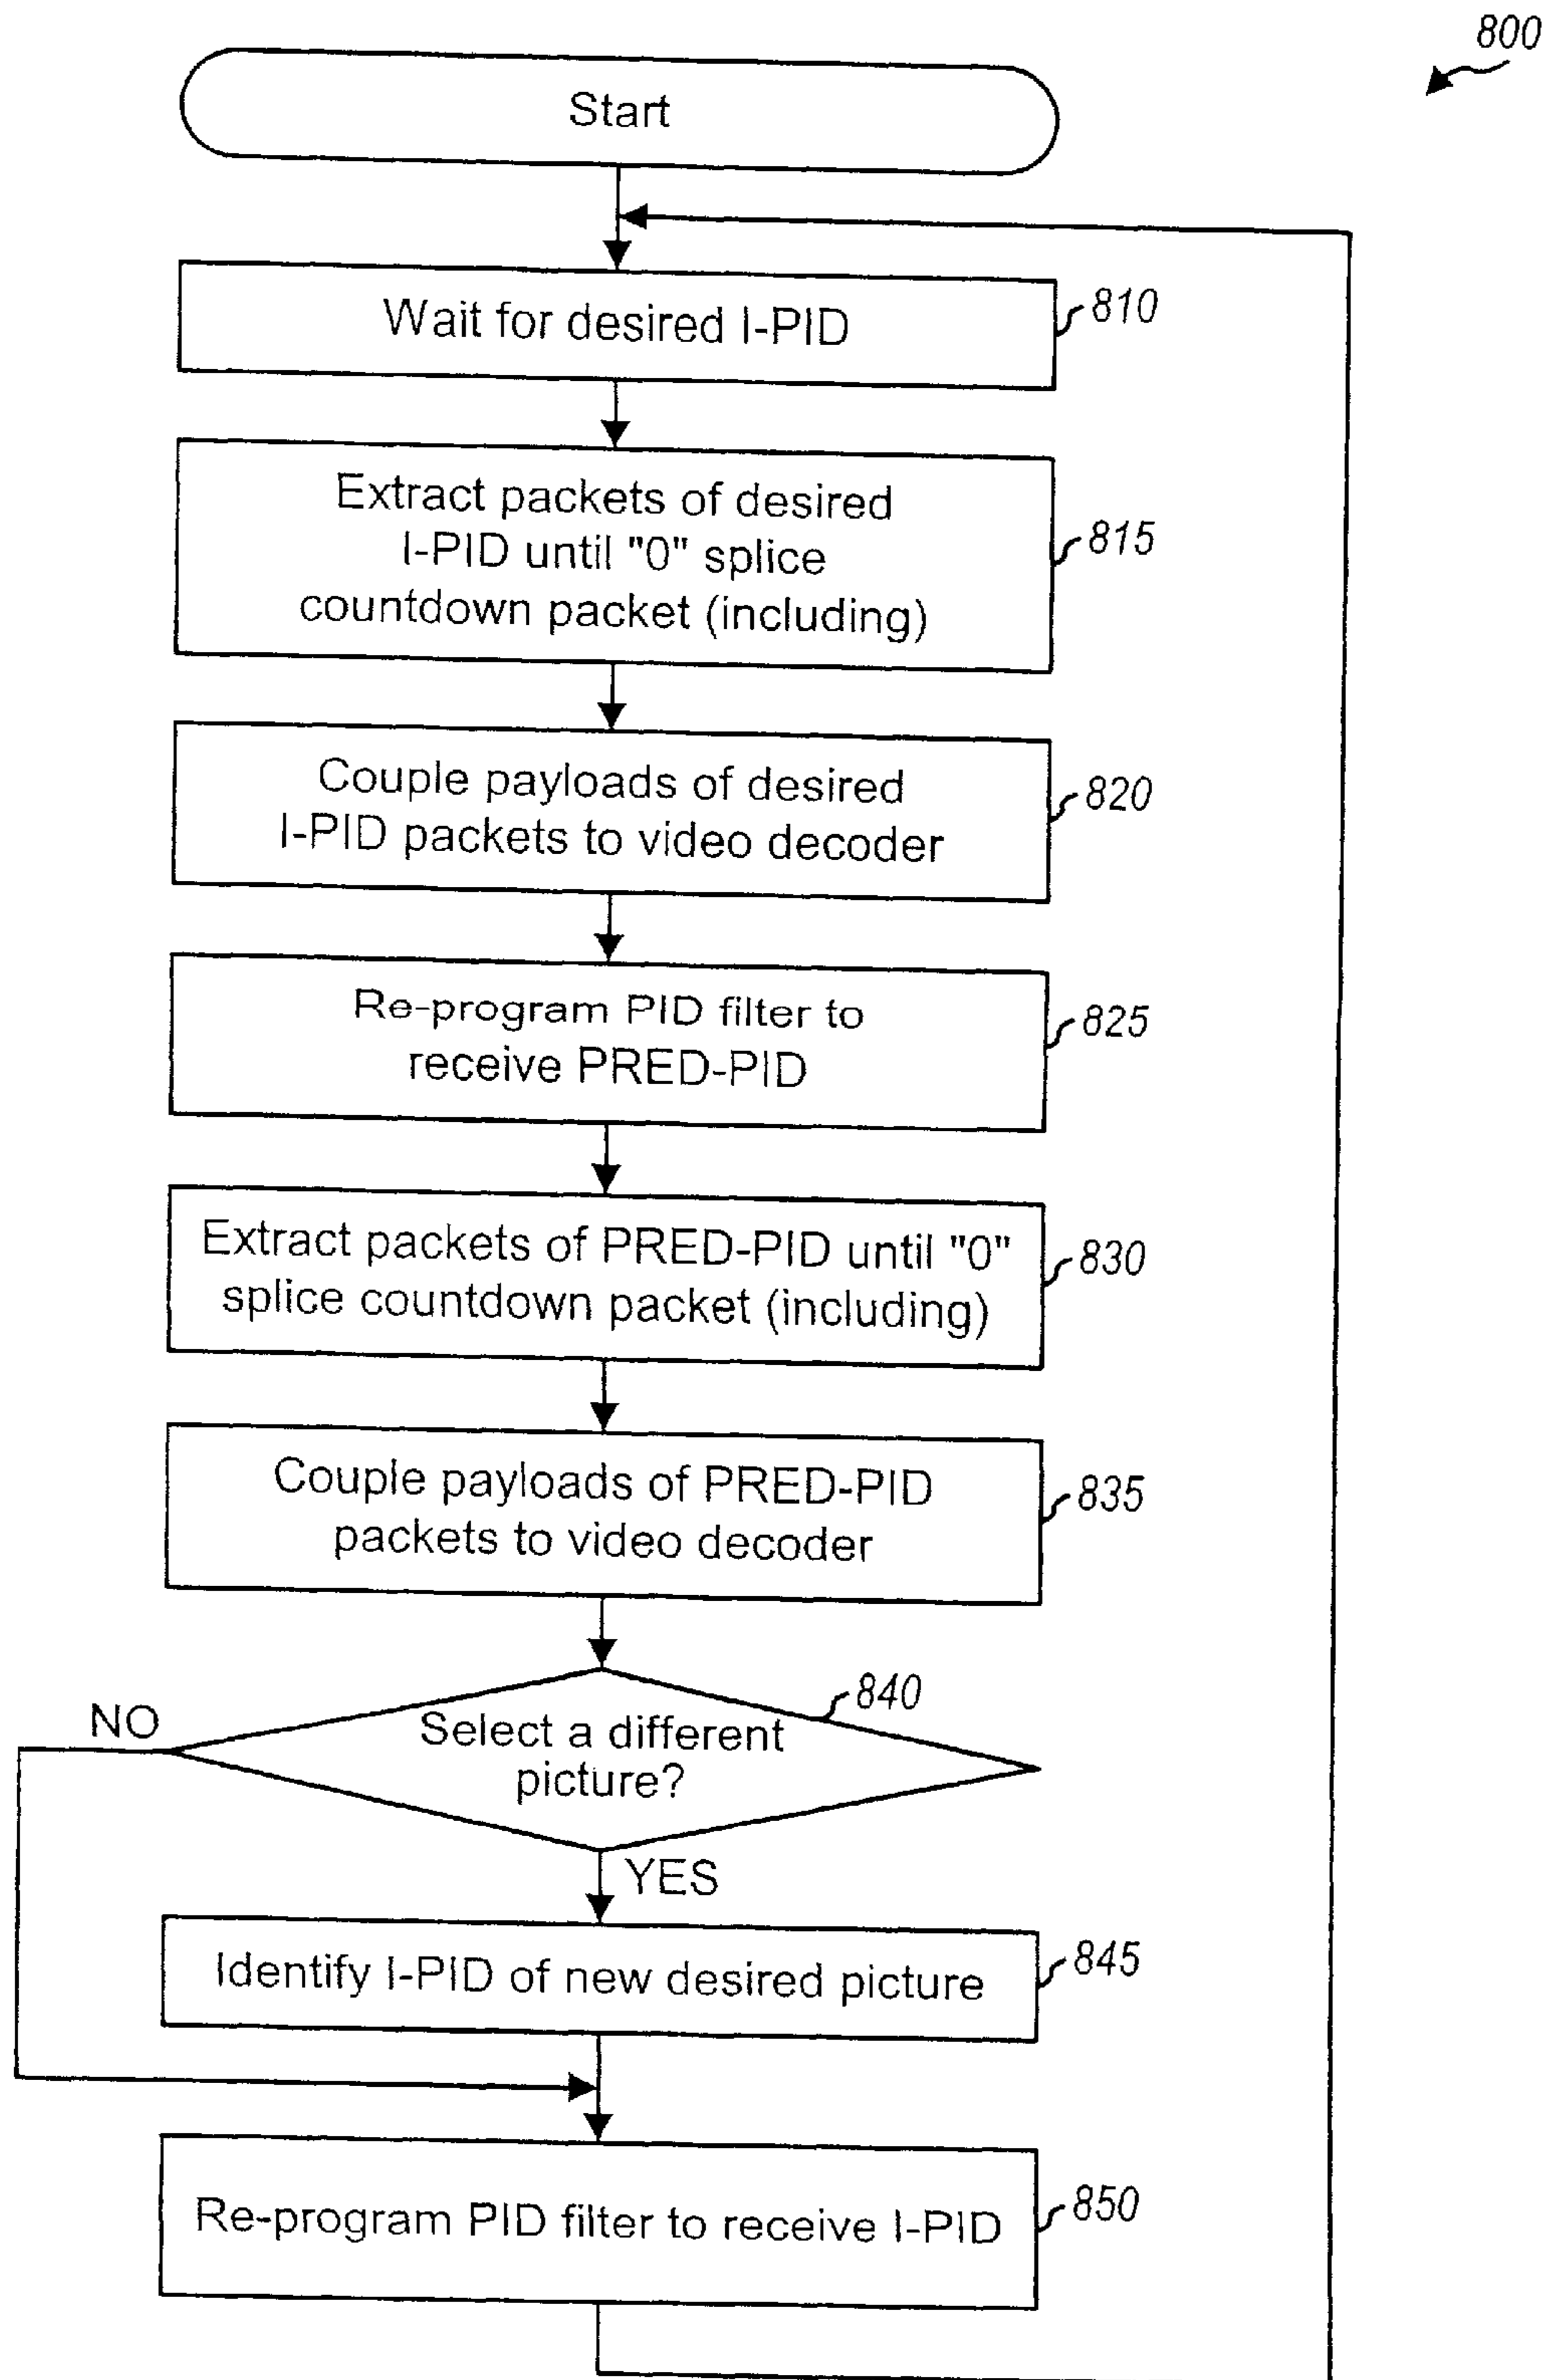 800
Start
Wait for desired I-PID
810
Extract packets of desired
I-PID until "0" splice
countdown packet (including)
815
Couple payloads of desired
I-PID packets to video decoder
820
Re-program PID filter to
receive PRED-PID
825
Extract packets of PRED-PID until "0"
splice countdown packet (including)
830
Couple payloads of PRED-PID
packets to video decoder
835
840
NO
Select a different
picture?
YES
Identify I-PID of new desired picture
845
Re-program PID filter to receive I-PID
850